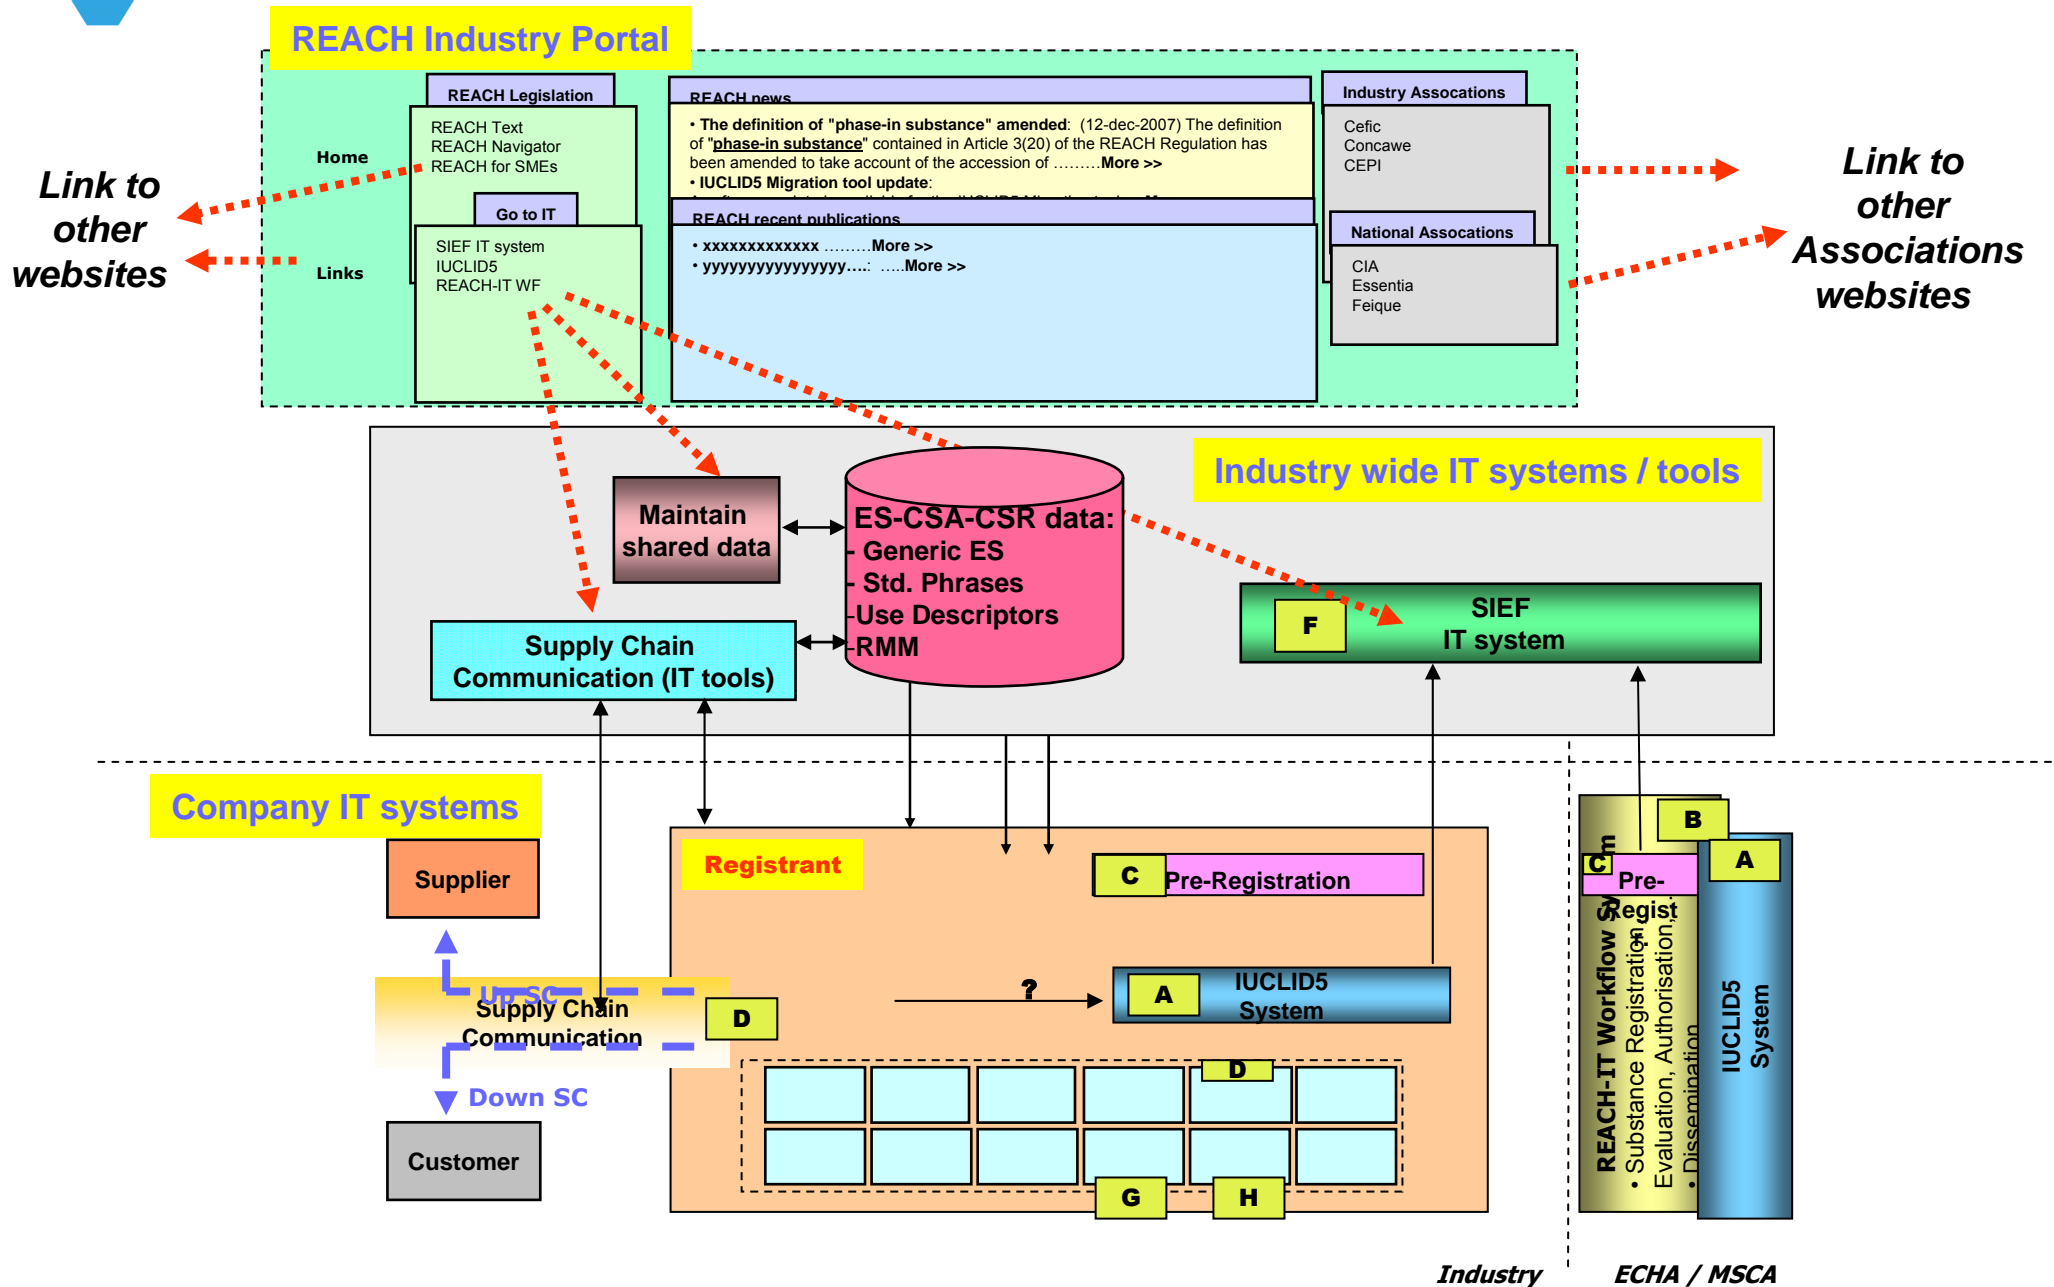 REACH Industry Portal
REACH Legislation
REACH Text
REACH Navigator
REACH for SMEs
Home
Links
Go to IT
SIEF IT system
IUCLID5
REACH-IT WF
REACH news
• The definition of "phase-in substance" amended: (12-dec-2007) The definition
of "phase-in substance" contained in Article 3(20) of the REACH Regulation has
been amended to take account of the accession of ………More >>
• IUCLID5 Migration tool update:
REACH recent publications
• xxxxxxxxxxxxx ………More >>
• yyyyyyyyyyyyyyyy….: …..More >>
Industry Assocations
Cefic
Concawe
CEPI
National Assocations
CIA
Essentia
Feique
Link to
other
websites
Link to
other
Associations
websites
Industry wide IT systems / tools
Maintain
shared data
ES-CSA-CSR data:
- Generic ES
- Std. Phrases
-Use Descriptors
-RMM
Supply Chain
Communication (IT tools)
F
SIEF
IT system
Company IT systems
Supplier
Up SC
Supply Chain
Communication
Down SC
Customer
D
Registrant
C
Pre-Registration
?
A
IUCLID5
System
D
G
H
B
A
C
Pre-
Regist
REACH-IT Workflow System
• Substance Registration,
Evaluation, Authorisation,
• Dissemination
IUCLID5
System
Industry
ECHA / MSCA